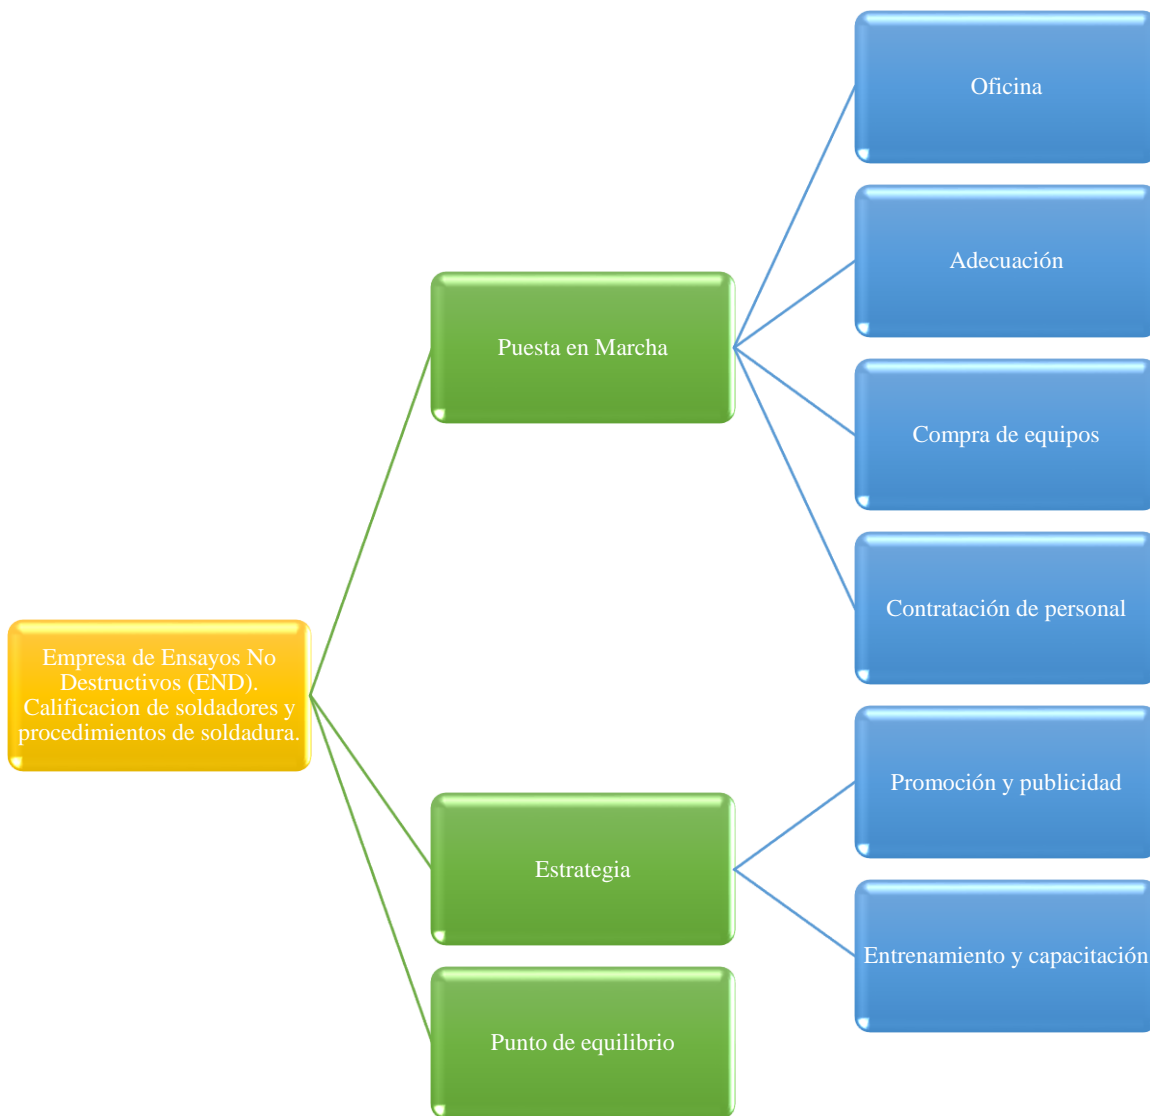 Empresa de Ensayos No
Destructivos (END).
Calificacion de soldadores y
procedimientos de soldadura.
Puesta en Marcha
Oficina
Adecuación
Compra de equipos
Contratación de personal
Estrategia
Promoción y publicidad
Entrenamiento y capacitación
Punto de equilibrio